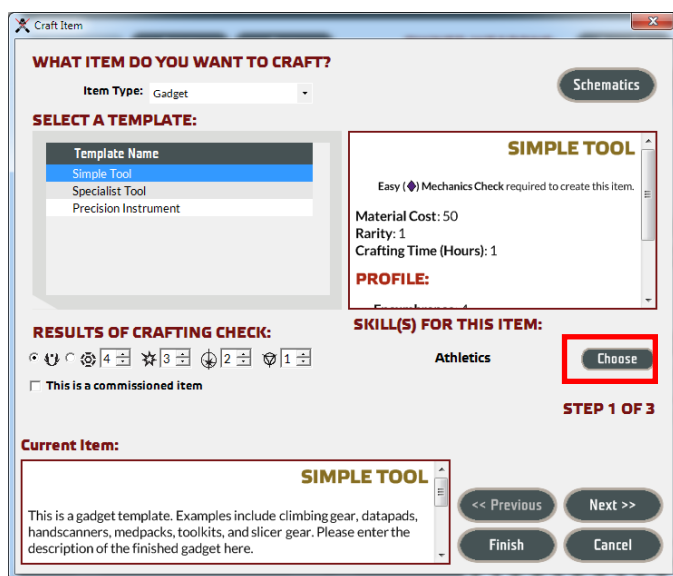 Craft Item
WHAT ITEM DO YOU WANT TO CRAFT?
Item Type: Gadget
Schematics
SELECT A TEMPLATE:
Template Name
Simple Tool
Specialist Tool
Precision Instrument
SIMPLE TOOL
Easy ( ) Mechanics Check required to create this item.
Material Cost: 50
Rarity: 1
Crafting Time (Hours): 1
PROFILE:
RESULTS OF CRAFTING CHECK:
4 3 2 1
This is a commissioned item
SKILL(S) FOR THIS ITEM:
Athletics
Choose
STEP 1 OF 3
Current Item:
SIMPLE TOOL
This is a gadget template. Examples include climbing gear, datapads,
handscanners, medpacks, toolkits, and slicer gear. Please enter the
description of the finished gadget here.
<< Previous
Next >>
Finish
Cancel